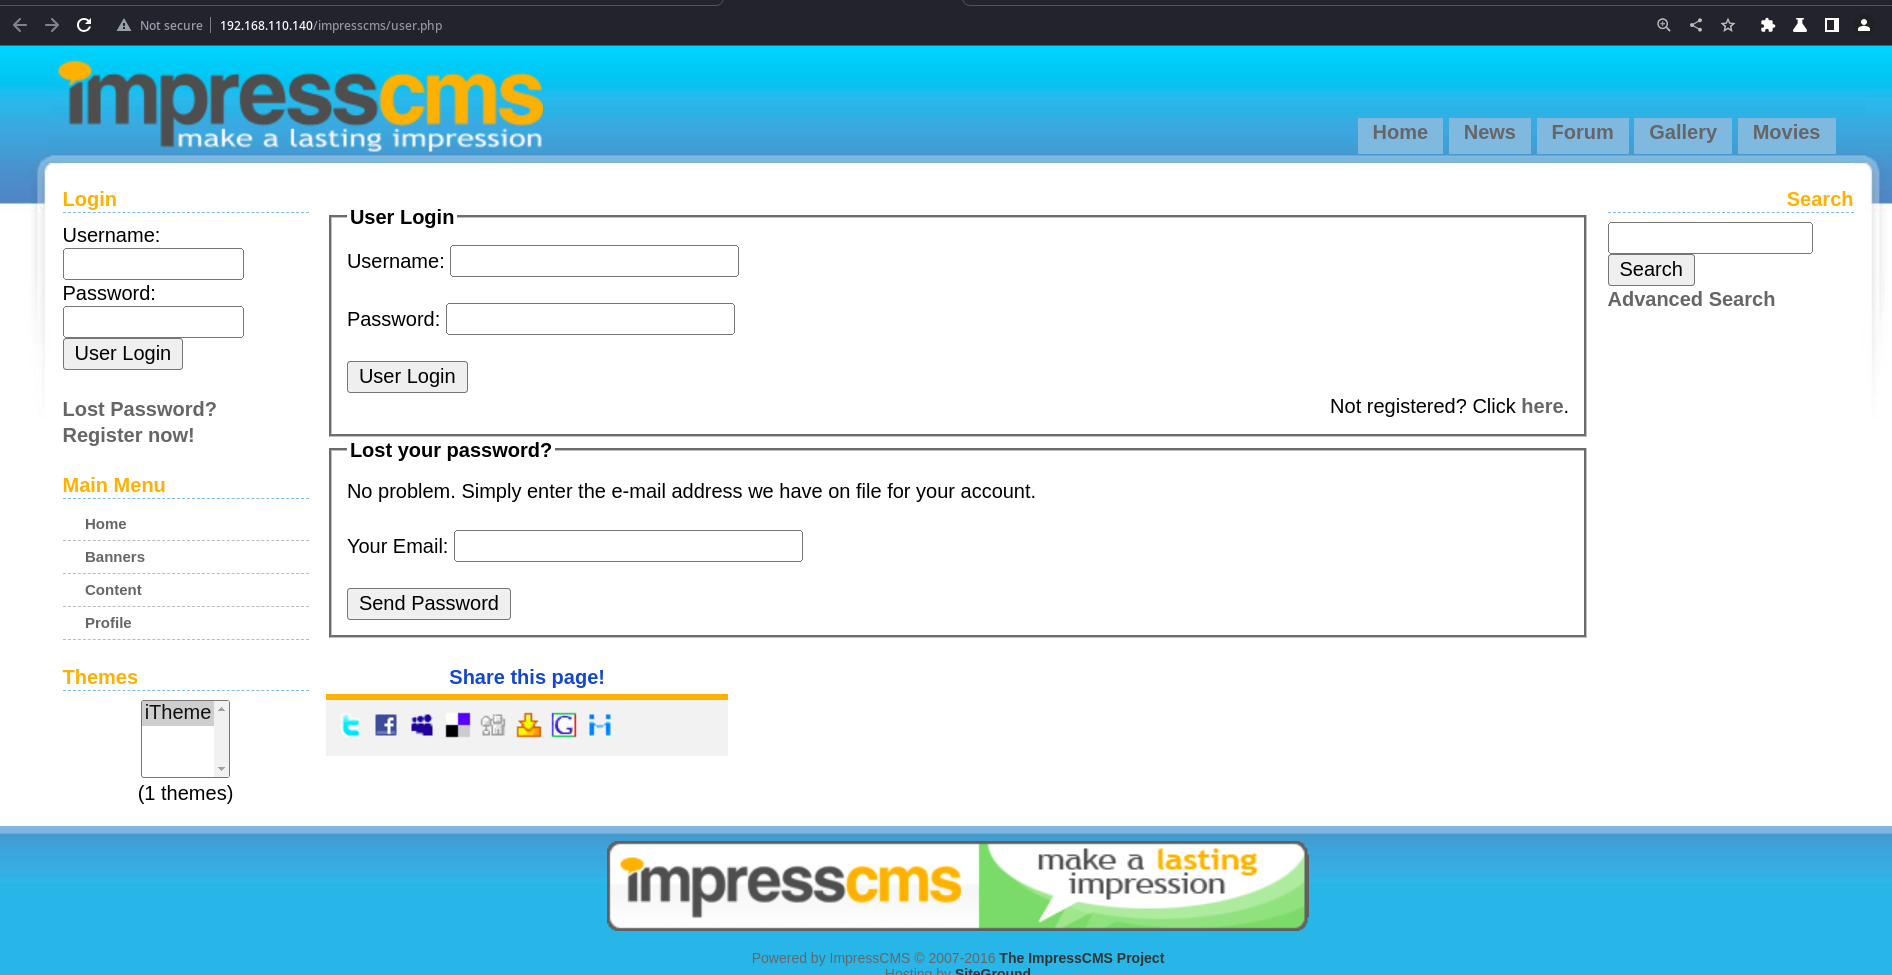 Not secure 192.168.110.140/impresscms/user.php
impresscms
make a lasting impression
Home News Forum Gallery Movies
Login
Username:
Password:
User Login
Lost Password?
Register now!
Main Menu
Home
Banners
Content
Profile
Themes
iTheme
(1 themes)
User Login
Username:
Password:
User Login
Not registered? Click here.
Lost your password?
No problem. Simply enter the e-mail address we have on file for your account.
Your Email:
Send Password
Share this page!
Search
Search
Advanced Search
impresscms
make a lasting
impression
Powered by ImpressCMS © 2007-2016 The ImpressCMS Project
Hosting by SiteGround